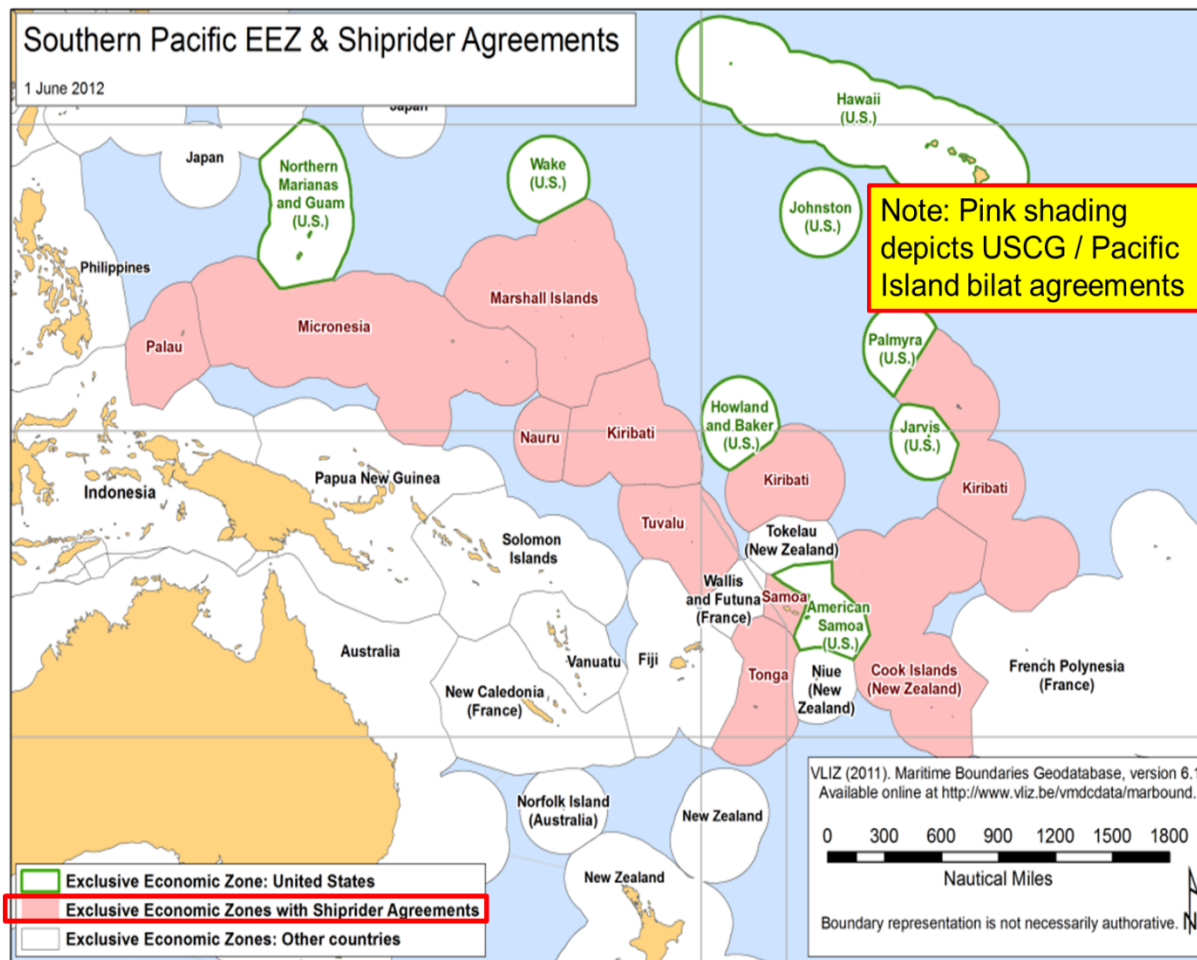 Southern Pacific EEZ & Shiprider Agreements
1 June 2012
Japan
Japan
Hawaii
(U.S.)
Northern
Marianas
and Guam
(U.S.)
Wake
(U.S.)
Johnston
(U.S.)
Note: Pink shading
depicts USCG / Pacific
Island bilat agreements
Philippines
Marshall Islands
Micronesia
Palau
Palmyra
(U.S.)
Howland
and Baker
(U.S.)
Jarvis
(U.S.)
Nauru
Kiribati
Kiribati
Kiribati
Papua New Guinea
Indonesia
Tuvalu
Solomon
Islands
Tokelau
(New Zealand)
Wallis
and Futuna
(France)
Samoa
American
Samoa
(U.S.)
Australia
Vanuatu
Fiji
Tonga
Niue
(New
Zealand)
Cook Islands
(New Zealand)
French Polynesia
(France)
New Caledonia
(France)
Norfolk Island
(Australia)
New Zealand
New Zealand
VLIZ (2011). Maritime Boundaries Geodatabase, version 6.1
Available online at http://www.vliz.be/vmdcdata/marbound.
0 300 600 900 1200 1500 1800
Nautical Miles
Boundary representation is not necessarily authorative.
N
Exclusive Economic Zone: United States
Exclusive Economic Zones with Shiprider Agreements
Exclusive Economic Zones: Other countries